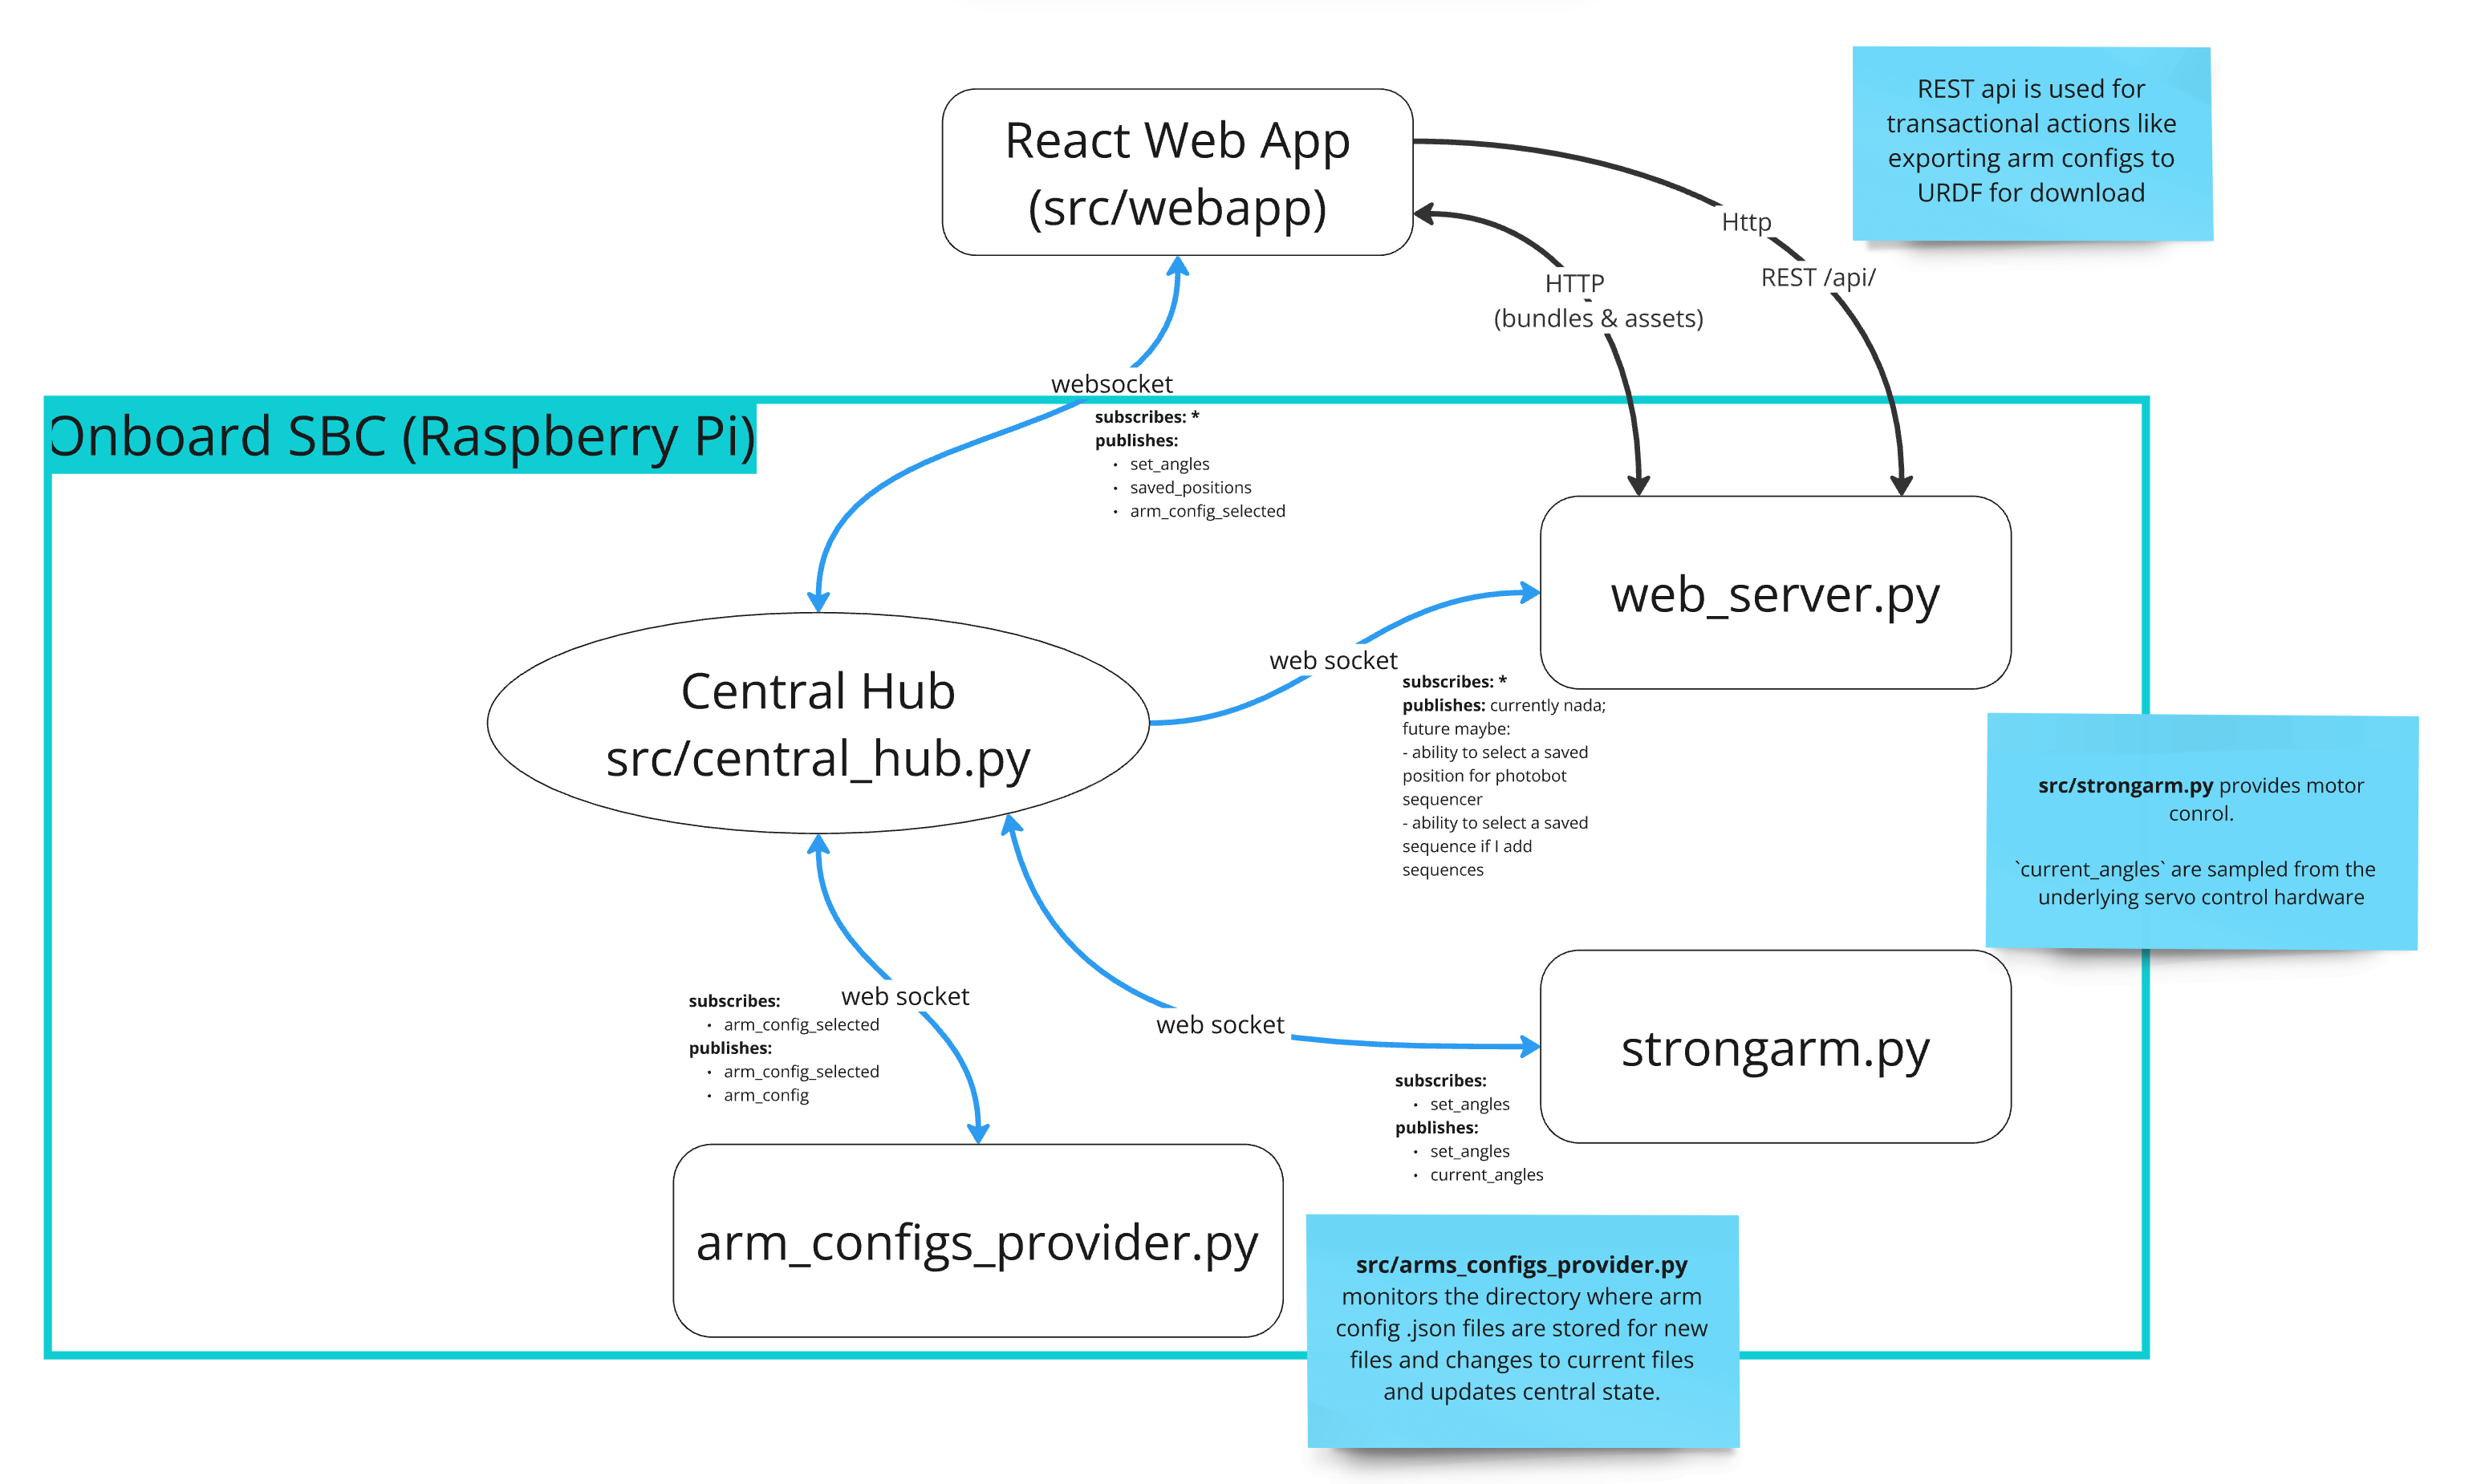 React Web App
(src/webapp)
REST api is used for
transactional actions like
exporting arm configs to
URDF for download
Http
REST /api/
HTTP
(bundles & assets)
websocket
subscribes: *
publishes:
• set_angles
• saved_positions
• arm_config_selected
Onboard SBC (Raspberry Pi)
web_server.py
Central Hub
src/central_hub.py
web socket
subscribes: *
publishes: currently nada;
future maybe:
- ability to select a saved
position for photobot
sequencer
- ability to select a saved
sequence if I add
sequences
src/strongarm.py provides motor
conrol.
`current_angles` are sampled from the
underlying servo control hardware
web socket
subscribes:
• arm_config_selected
publishes:
• arm_config_selected
• arm_config
web socket
strongarm.py
subscribes:
• set_angles
publishes:
• set_angles
• current_angles
arm_configs_provider.py
src/arms_configs_provider.py
monitors the directory where arm
config .json files are stored for new
files and changes to current files
and updates central state.